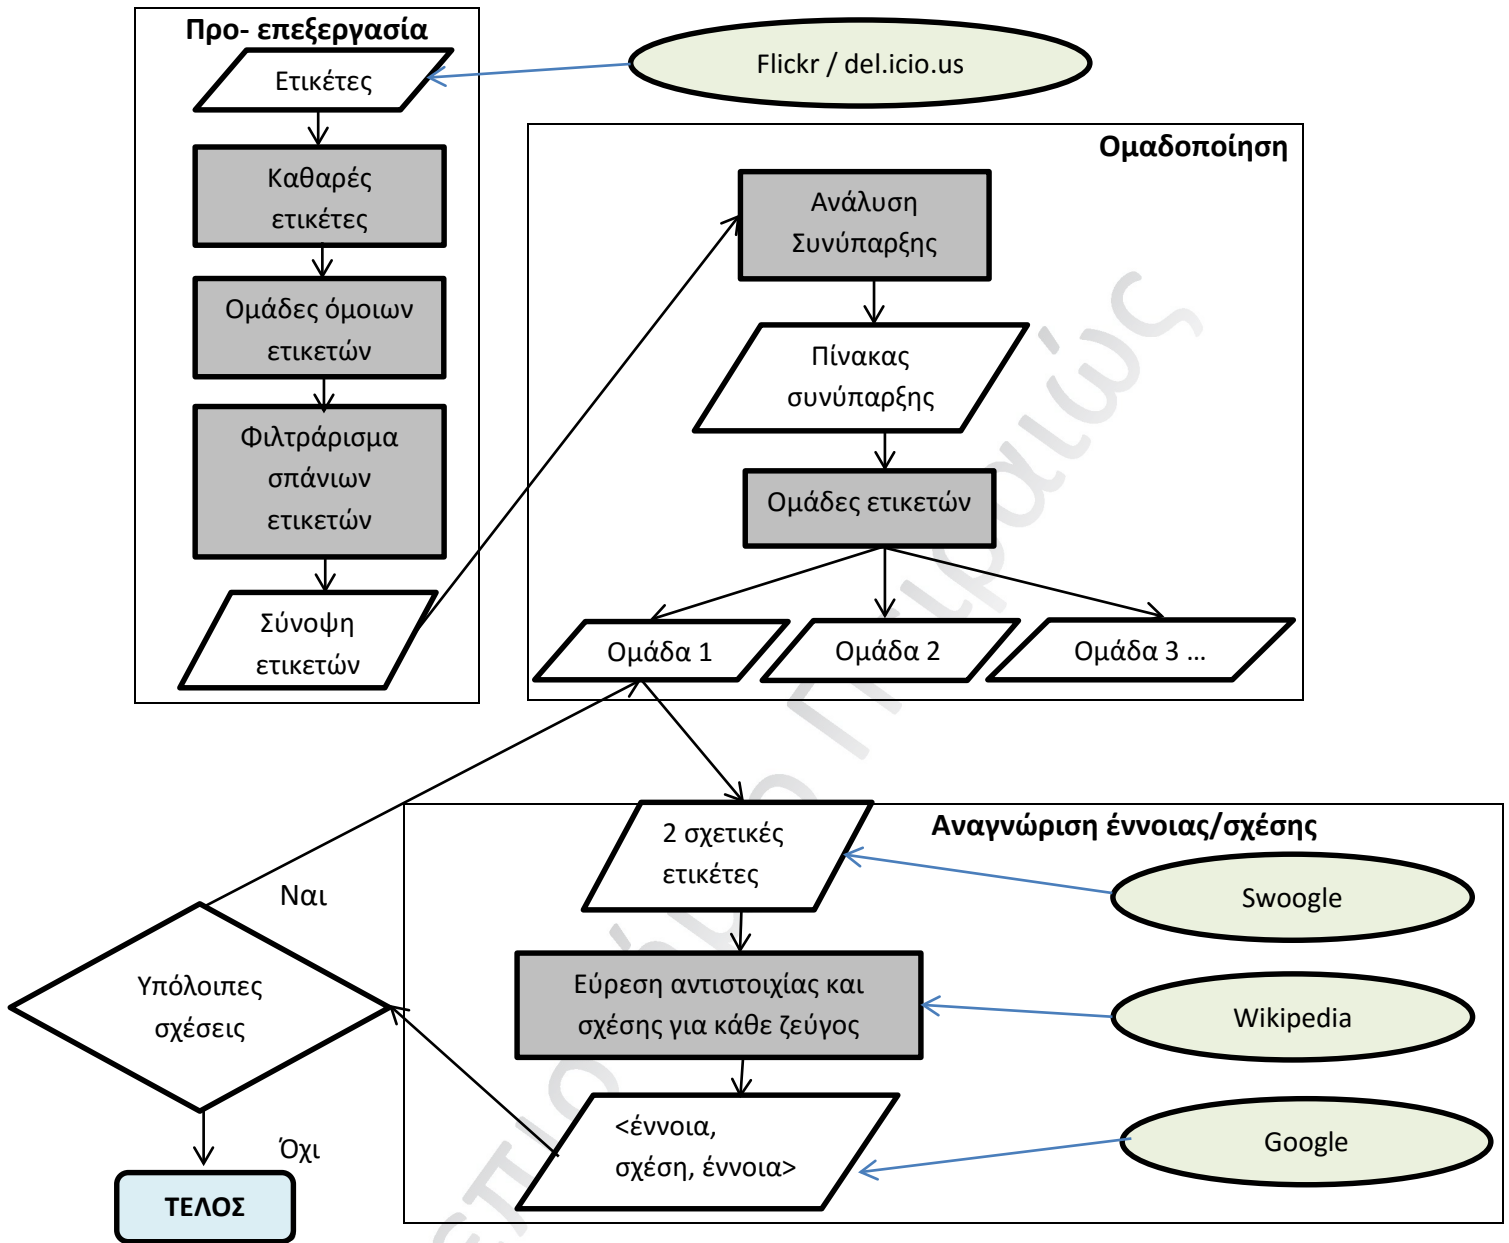 Προ- επεξεργασία
Ετικέτες
Flickr / del.icio.us
Καθαρές
ετικέτες
Ομάδες όμοιων
ετικετών
Φιλτράρισμα
σπάνιων
ετικετών
Σύνοψη
ετικετών
Ομαδοποίηση
Ανάλυση
Συνύπαρξης
Πίνακας
συνύπαρξης
Ομάδες ετικετών
Ομάδα 1
Ομάδα 2
Ομάδα 3 ...
Αναγνώριση έννοιας/σχέσης
2 σχετικές
ετικέτες
Swoogle
Εύρεση αντιστοιχίας και
σχέσης για κάθε ζεύγος
Wikipedia
<έννοια,
σχέση, έννοια>
Google
Ναι
Υπόλοιπες
σχέσεις
Όχι
ΤΕΛΟΣ